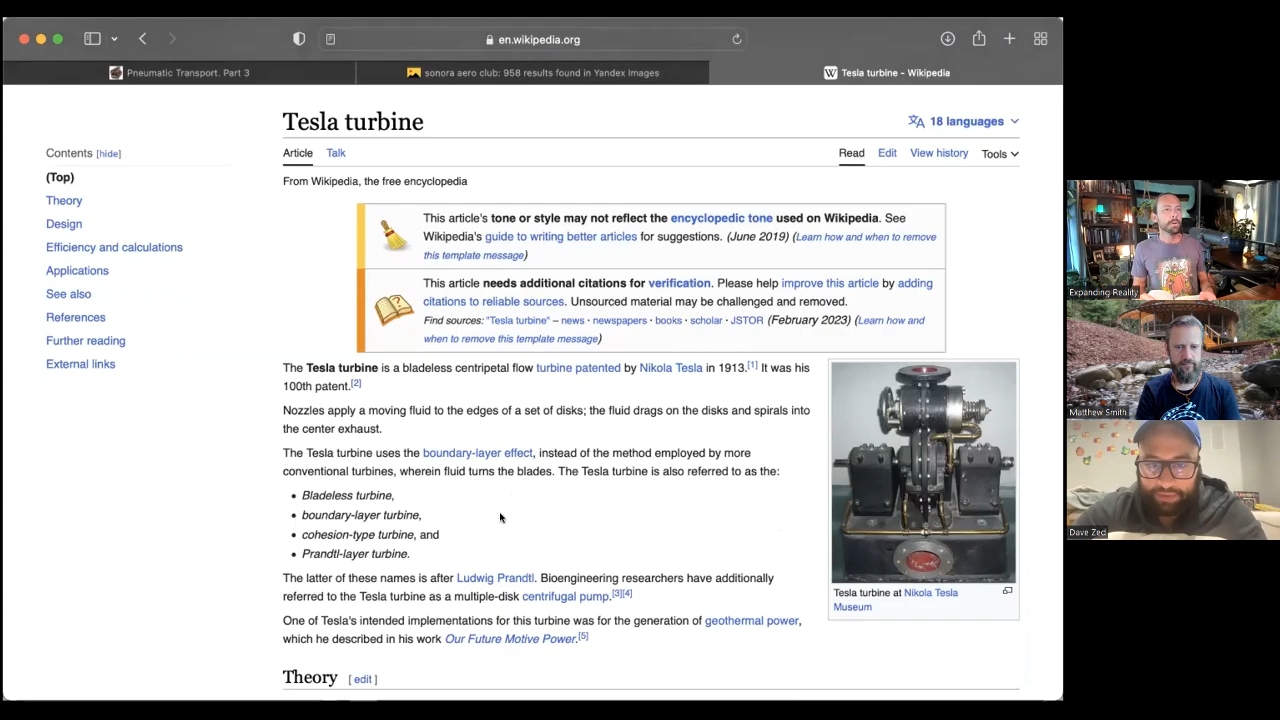 en.wikipedia.org
Pneumatic Transport. Part 3
sonora aero club: 958 results found in Yandex Images
W Tesla turbine - Wikipedia
Tesla turbine
18 languages
Contents [hide]
(Top)
Theory
Design
Efficiency and calculations
Applications
See also
References
Further reading
External links
Article Talk
Read Edit View history Tools
From Wikipedia, the free encyclopedia
This article's tone or style may not reflect the encyclopedic tone used on Wikipedia. See
Wikipedia's guide to writing better articles for suggestions. (June 2019) (Learn how and when to remove
this template message)
This article needs additional citations for verification. Please help improve this article by adding
citations to reliable sources. Unsourced material may be challenged and removed.
Find sources: "Tesla turbine" – news · newspapers · books · scholar · JSTOR (February 2023) (Learn how and
when to remove this template message)
The Tesla turbine is a bladeless centripetal flow turbine patented by Nikola Tesla in 1913.[1] It was his
100th patent.[2]
Nozzles apply a moving fluid to the edges of a set of disks; the fluid drags on the disks and spirals into
the center exhaust.
The Tesla turbine uses the boundary-layer effect, instead of the method employed by more
conventional turbines, wherein fluid turns the blades. The Tesla turbine is also referred to as the:
• Bladeless turbine,
• boundary-layer turbine,
• cohesion-type turbine, and
• Prandtl-layer turbine.
The latter of these names is after Ludwig Prandtl. Bioengineering researchers have additionally
referred to the Tesla turbine as a multiple-disk centrifugal pump.[3][4]
One of Tesla's intended implementations for this turbine was for the generation of geothermal power,
which he described in his work Our Future Motive Power.[5]
Tesla turbine at Nikola Tesla
Museum
Theory [ edit ]
Expanding Reality
Matthew Smith
Dave Zed